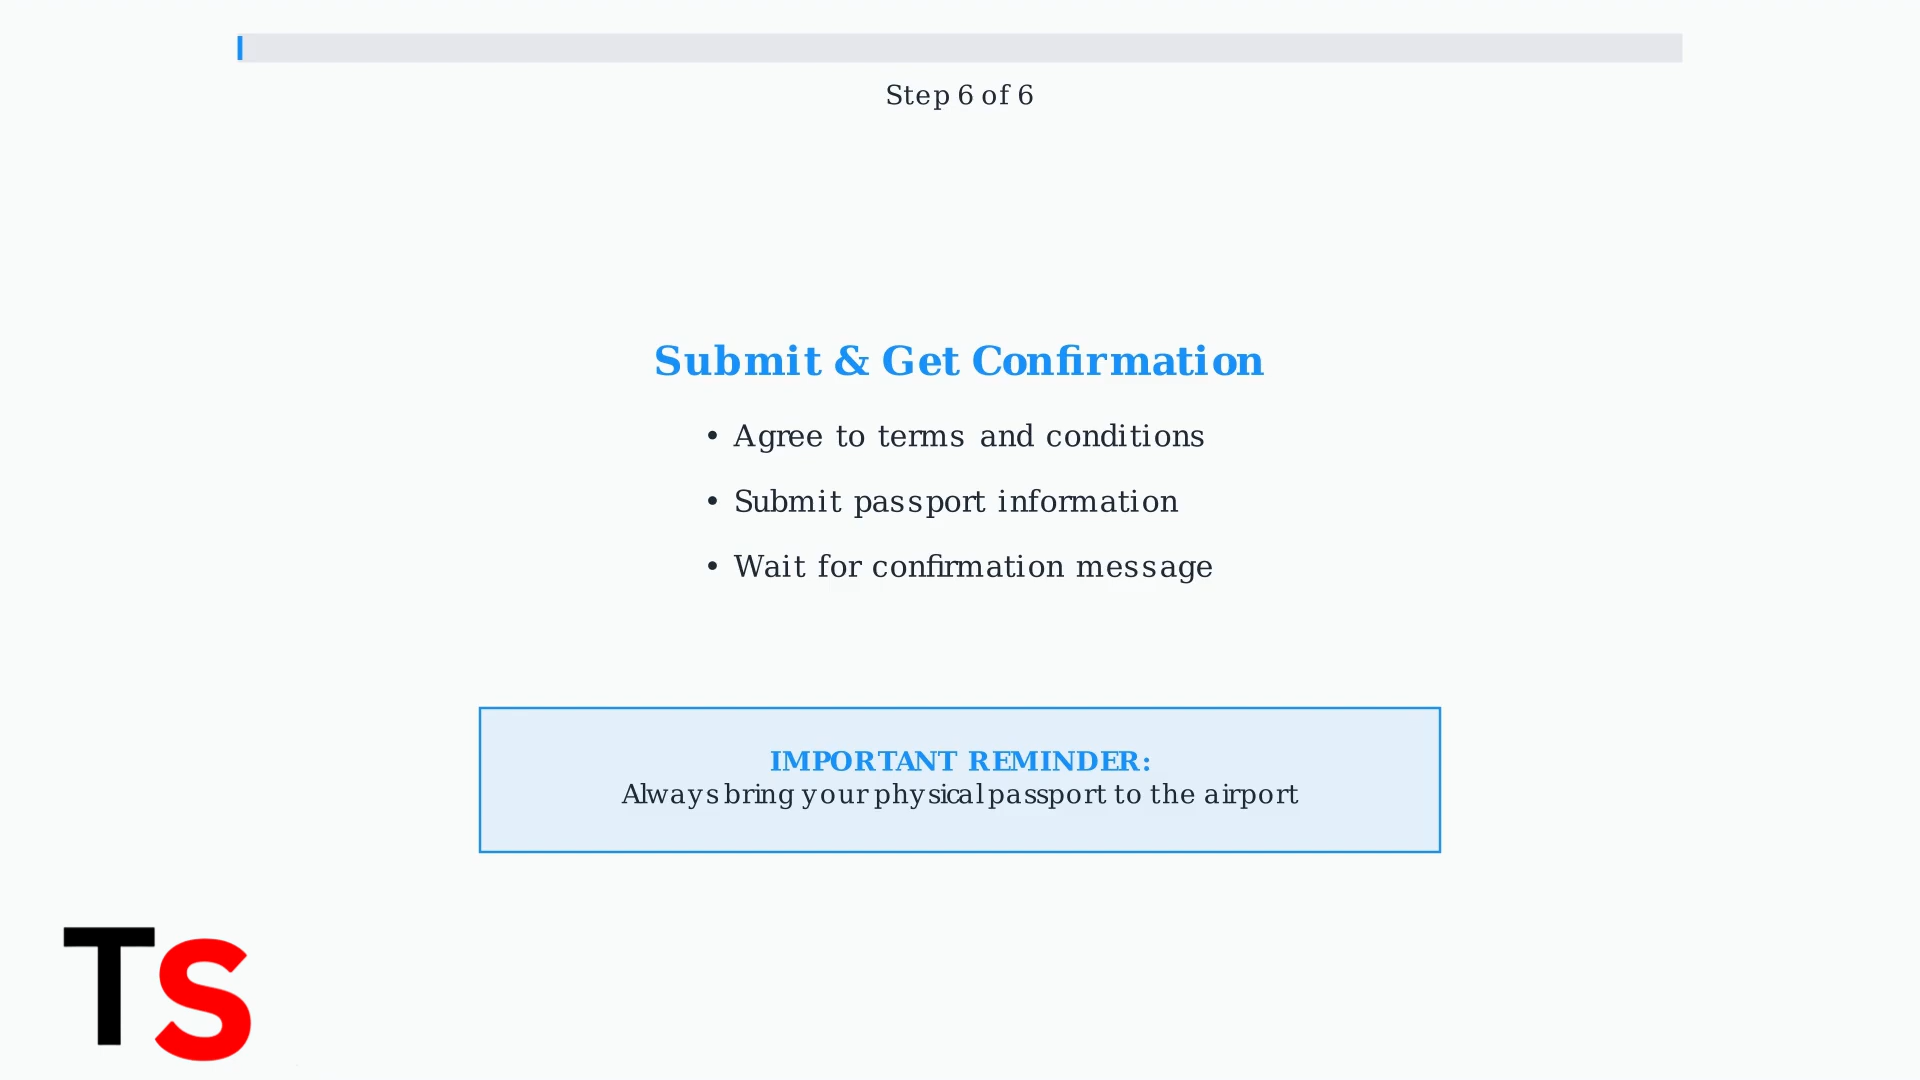 Step 6 of 6
Submit & Get Confirmation
• Agree to terms and conditions
• Submit passport information
• Wait for confirmation message
IMPORTANT REMINDER:
Always bring your physical passport to the airport
TS